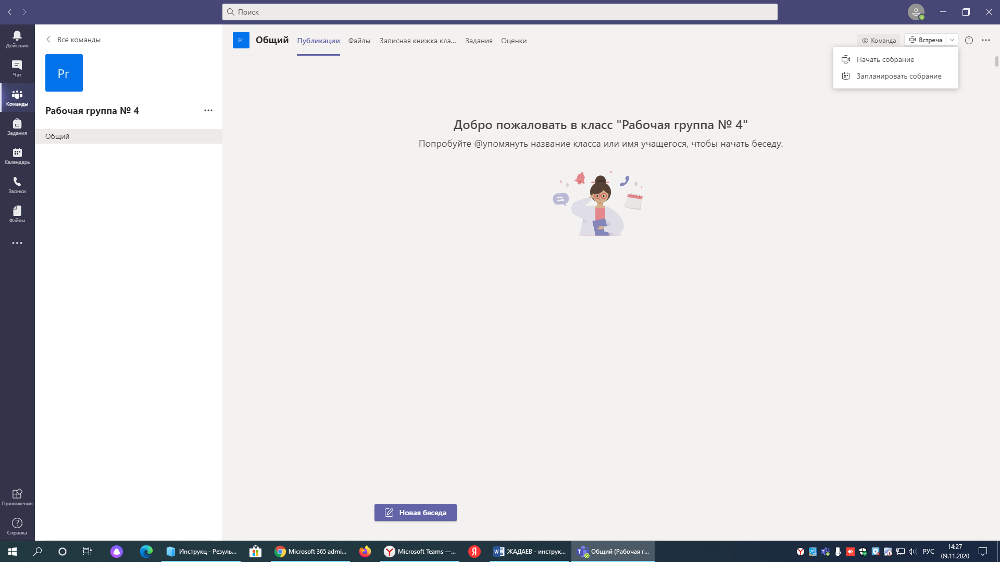 Поиск
Действия
Чат
Команды
Задания
Календарь
Звонки
Файлы
Приложения
Справка
Все команды
Pг
Рабочая группа № 4
Общий
Pг
Общий
Публикации
Файлы
Записная книжка кла...
Задания
Оценки
Команда
Встреча
Начать собрание
Запланировать собрание
Добро пожаловать в класс "Рабочая группа № 4"
Попробуйте @упомянуть название класса или имя учащегося, чтобы начать беседу.
Новая беседа
Инструкц - Резуль...
Microsoft 365 admi...
Microsoft Teams —...
ЖАДАЕВ - инструк...
Общий (Рабочая г...
РУС
14:27
09.11.2020